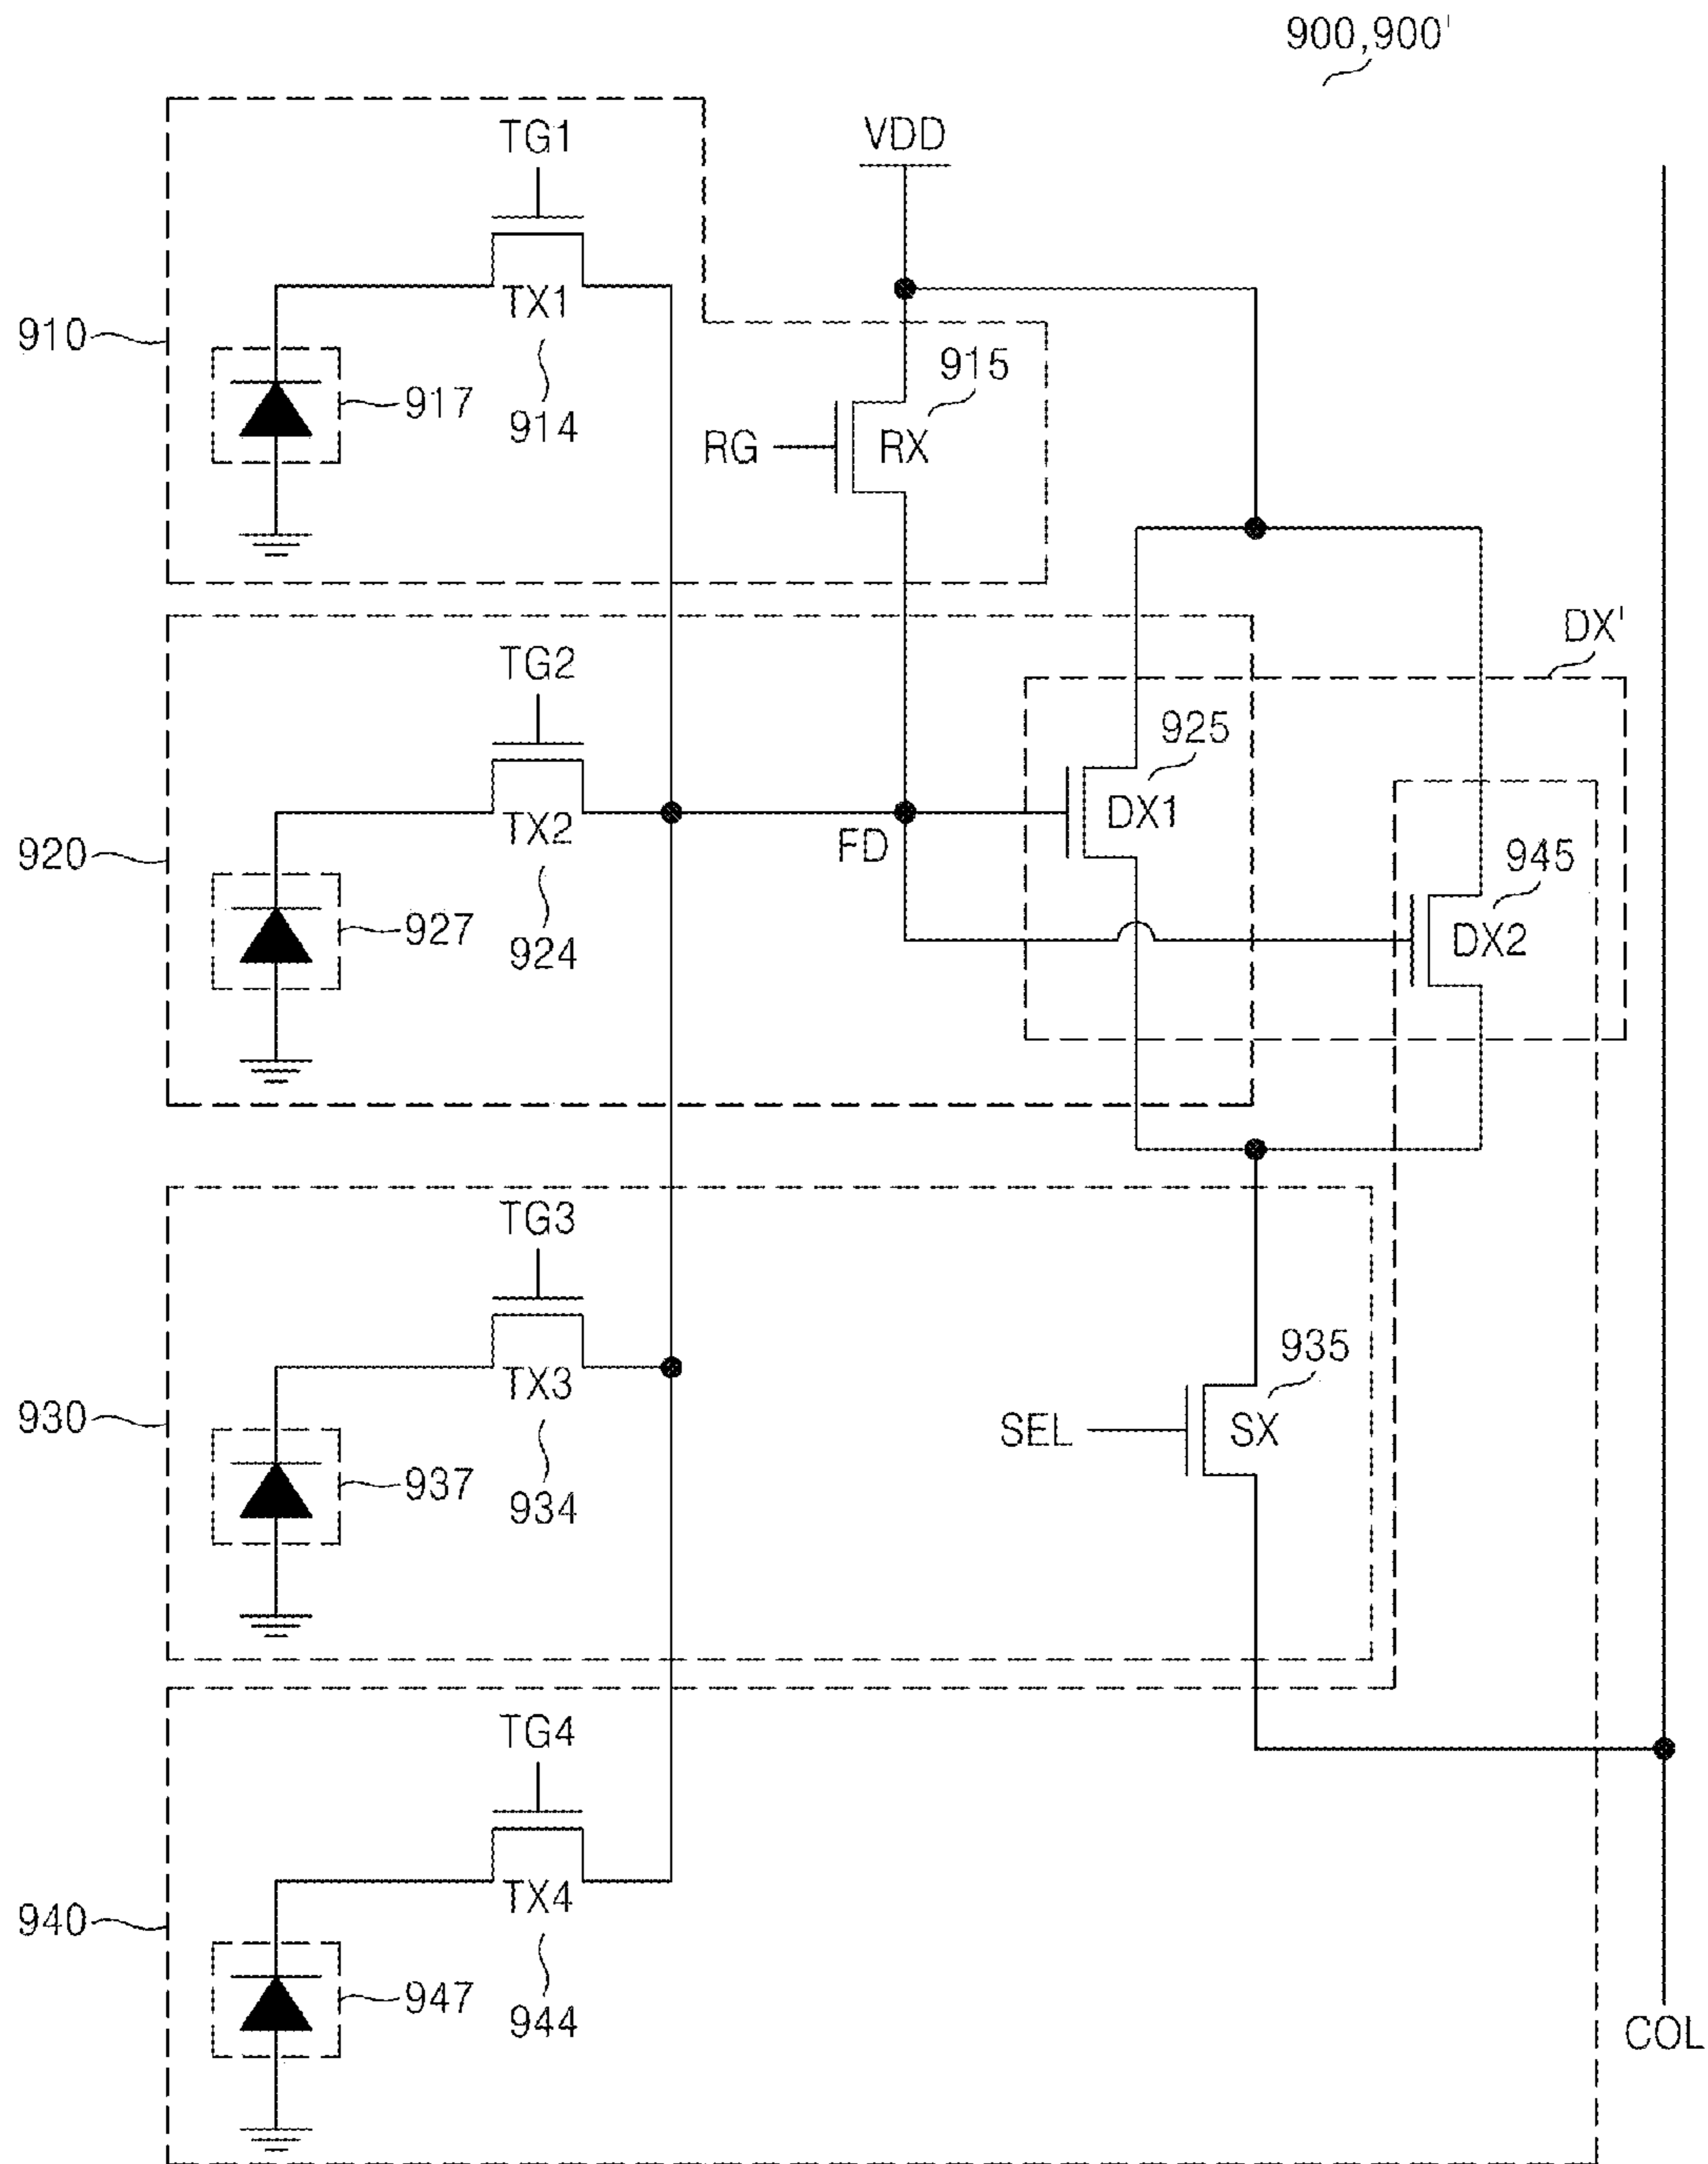 900,900'
TG1
VDD
TX1
910
914
917
915
RG
RX
DX'
TG2
925
DX1
TX2
FD
920
924
927
945
DX2
TG3
935
TX3
SEL
SX
930
934
937
TG4
TX4
940
944
947
COL